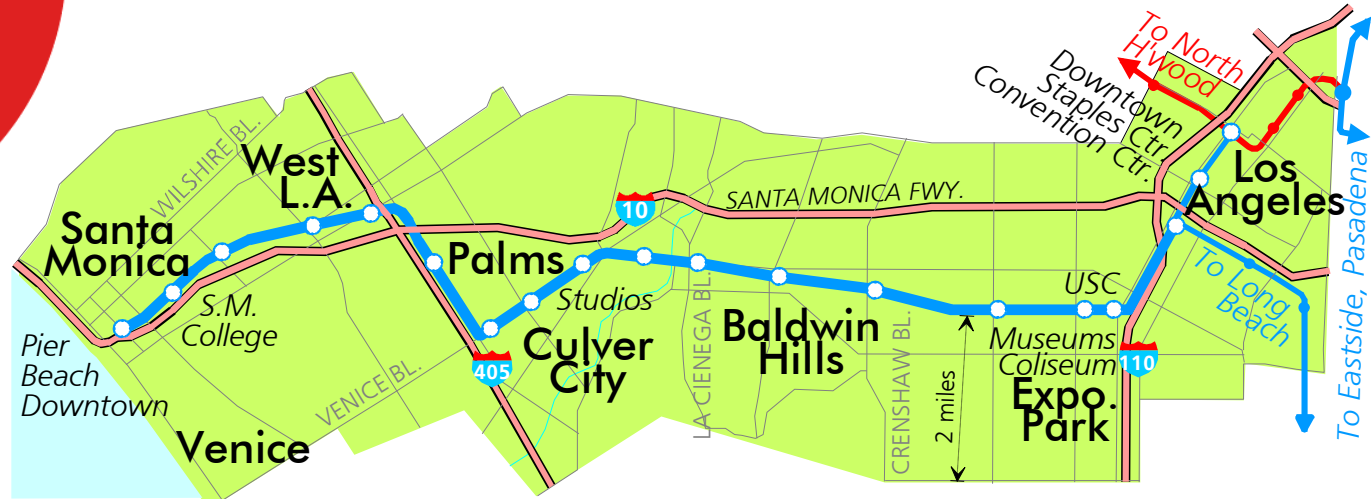 To North
H'wood
Downtown
Staples Ctr.
Convention Ctr.
WILSHIRE BL.
West
L.A.
Los
Angeles
SANTA MONICA FWY.
10
Santa
Monica
Palms
Studios
S.M.
College
USC
To Long
Beach
To Eastside, Pasadena
Pier
Beach
Downtown
Culver
City
405
LA CIENEGA BL.
Baldwin
Hills
CRENSHAW BL.
2 miles
Museums
Coliseum
110
Expo.
Park
VENICE BL.
Venice